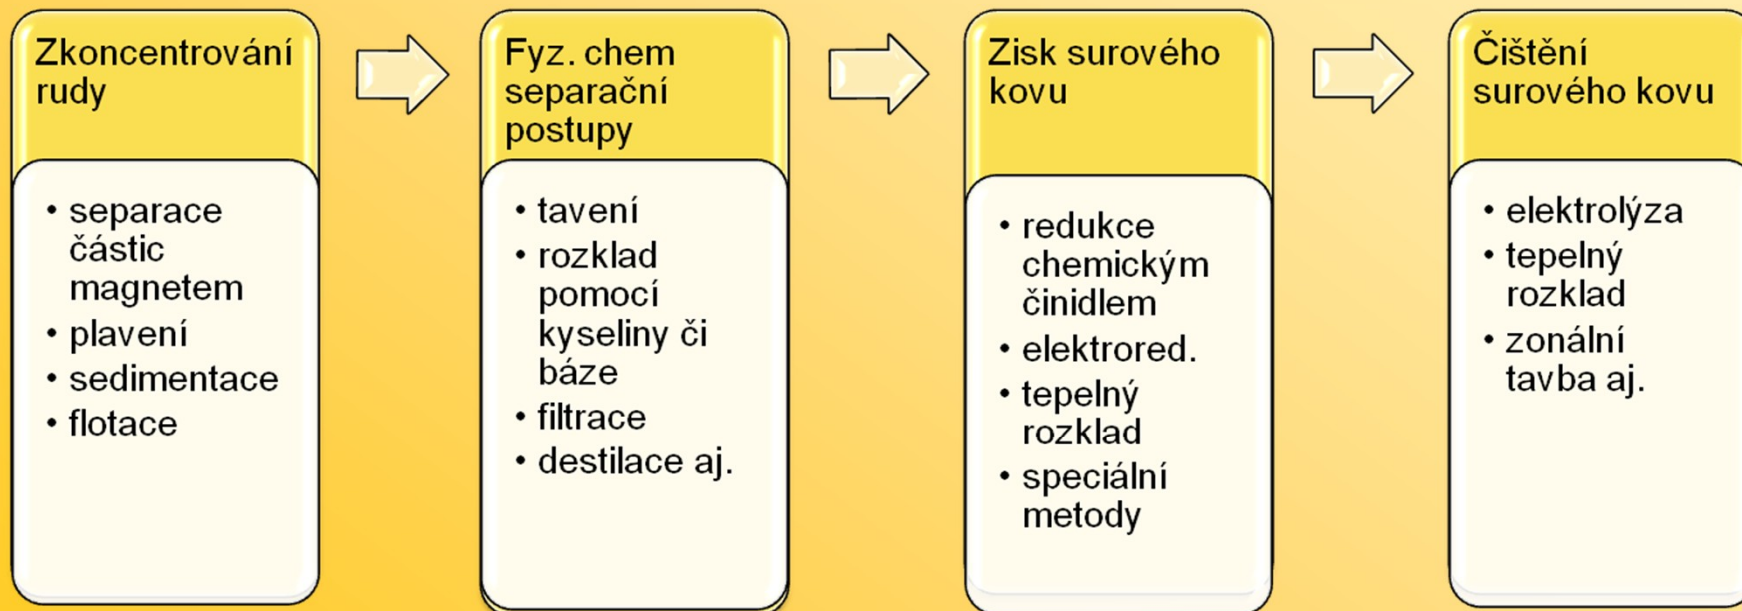 Zkoncentrování
rudy
• separace
částic
magnetem
• plavení
• sedimentace
• flotace
Fyz. chem
separační
postupy
• tavení
• rozklad
pomocí
kyseliny či
báze
• filtrace
• destilace aj.
Zisk surového
kovu
• redukce
chemickým
činidlem
• elektrored.
• tepelný
rozklad
• speciální
metody
Čištění
surového kovu
• elektrolýza
• tepelný
rozklad
• zonální
tavba aj.